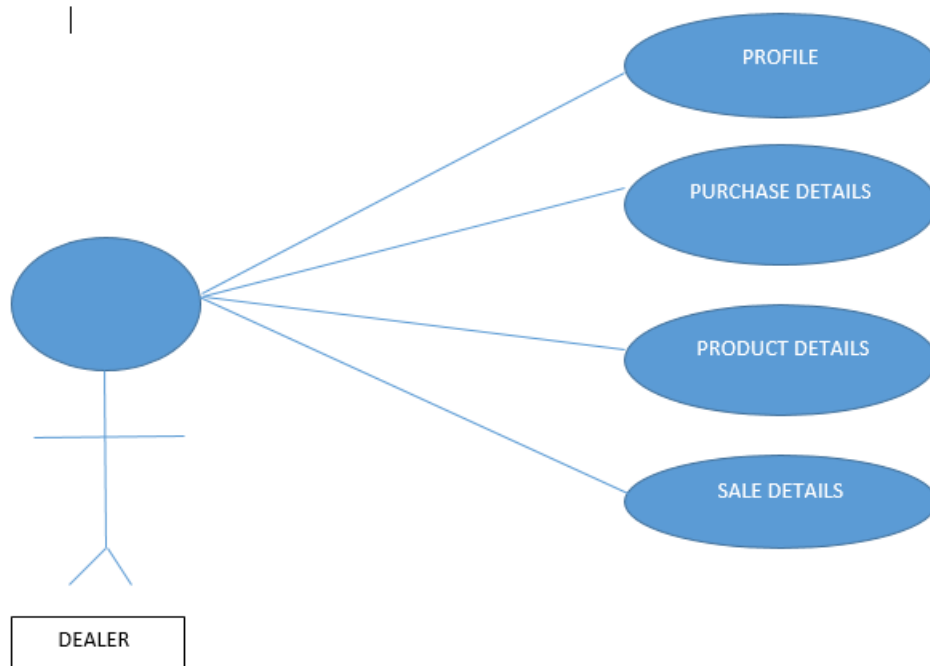 PROFILE
PURCHASE DETAILS
PRODUCT DETAILS
SALE DETAILS
DEALER